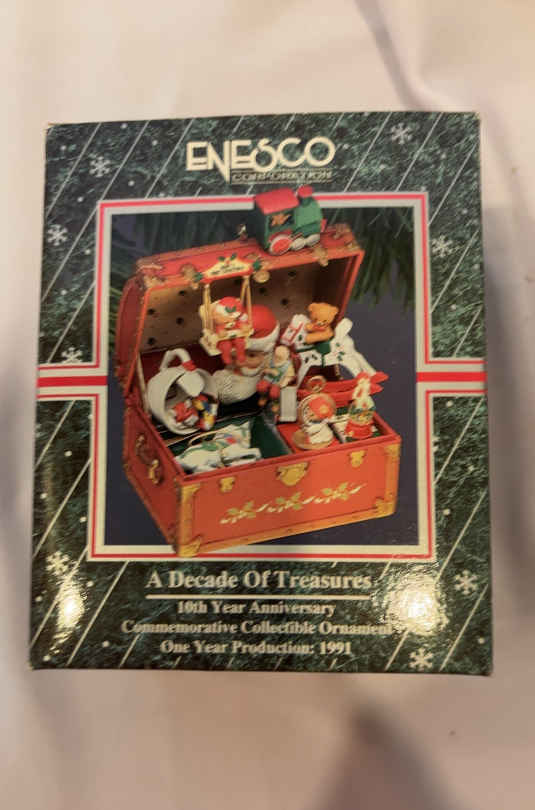 ENESCO
CORPORATION
A Decade Of Treasures
10th Year Anniversary
Commemorative Collectible Ornament
One Year Production: 1991